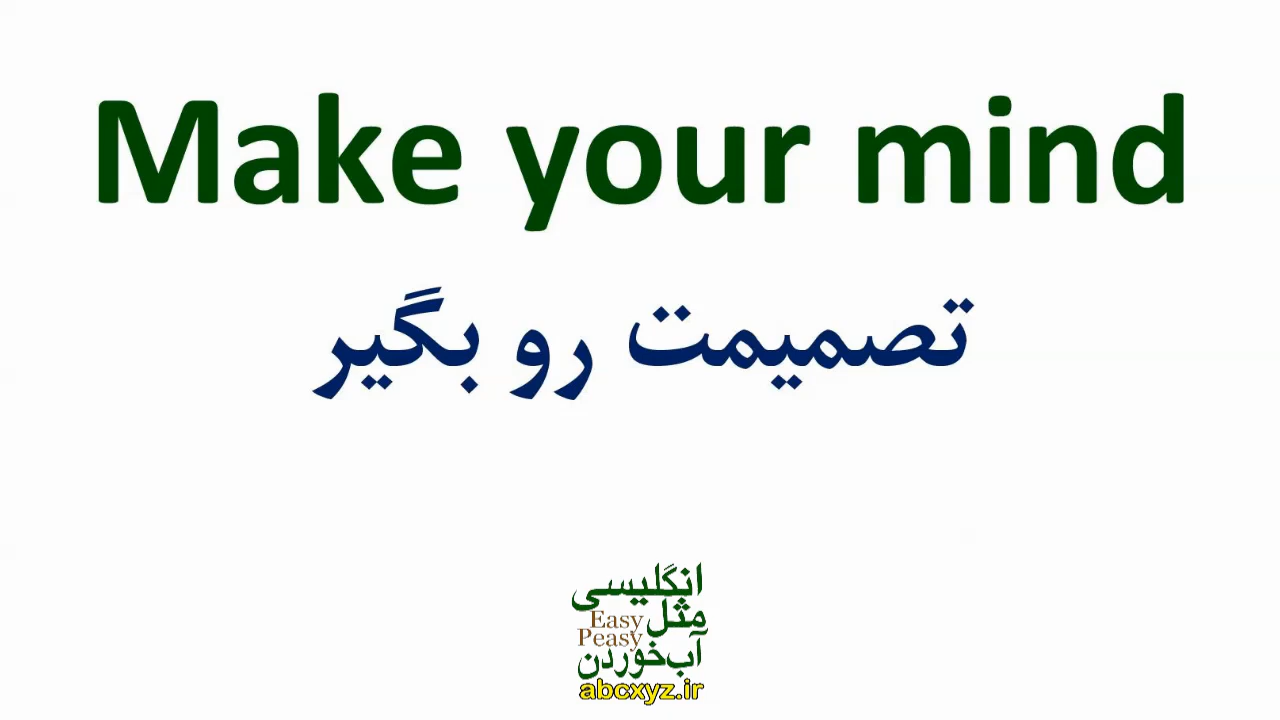 Make your mind
تصمیمت رو بگیر
انگلیسی
مثل
Easy
Peasy
آب‌خوردن
abcxyz.ir